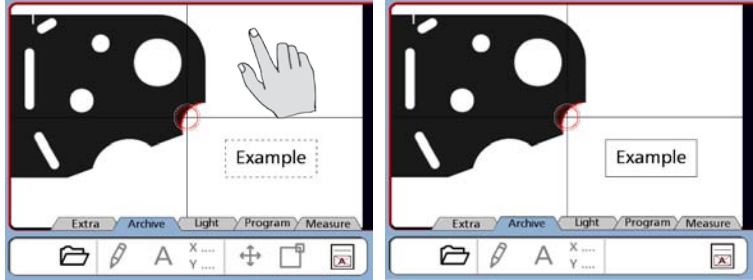 Example
Extra Archive Light Program Measure
A X .... A
Y ....
Example
Extra Archive Light Program Measure
A X .... A
Y ....